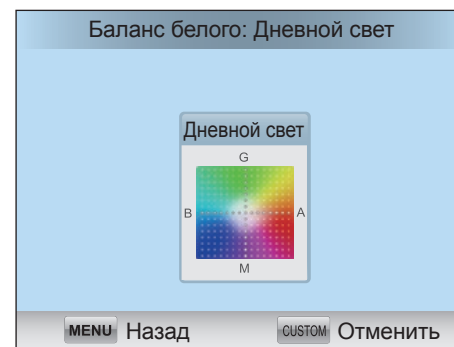 Баланс белого: Дневной свет
Дневной свет
G
B A
M
MENU Назад CUSTOM Отменить